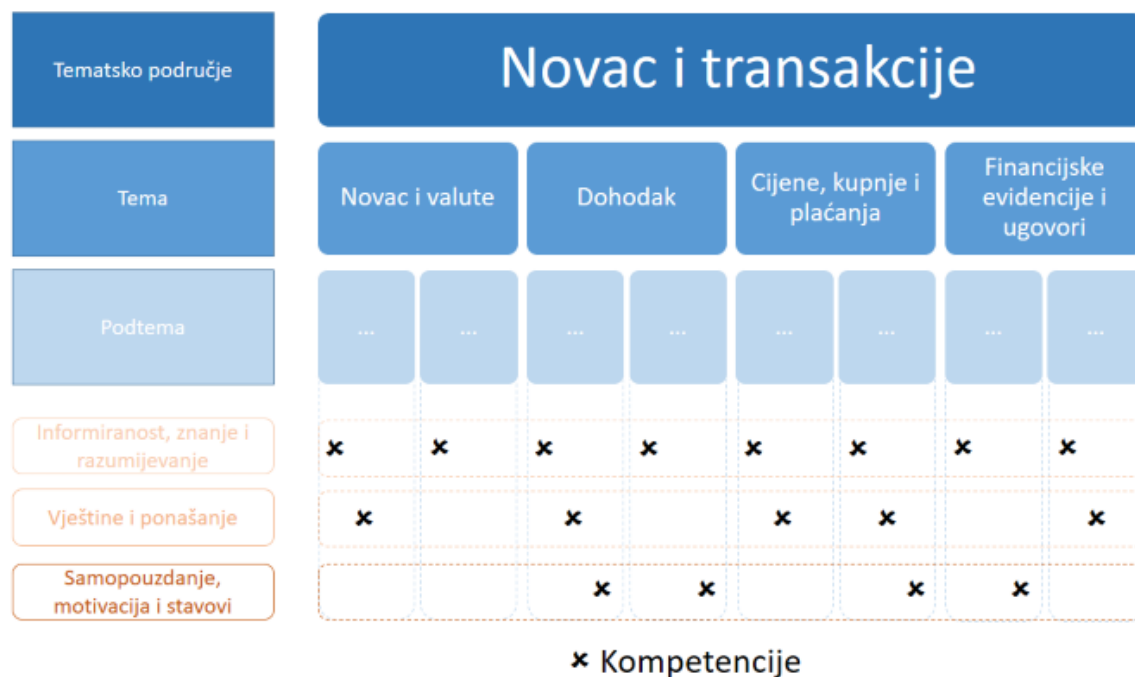 Tematsko područje
Novac i transakcije
Tema
Novac i valute
Dohodak
Cijene, kupnje i
plaćanja
Financijske
evidencije i
ugovori
Podtema
...
...
...
...
...
...
...
...
Informiranost, znanje i
razumijevanje
Vještine i ponašanje
Samopouzdanje,
motivacija i stavovi
✘ Kompetencije